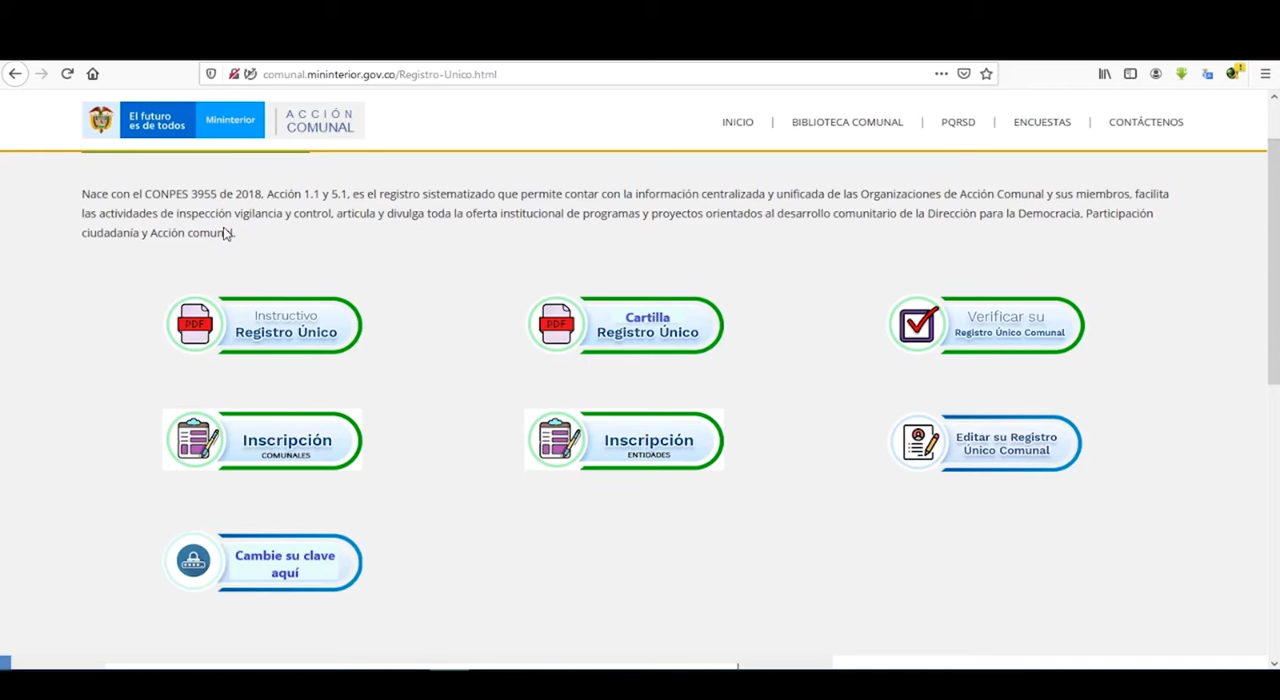 comunal.mininterior.gov.co/Registro-Unico.html
El futuro
es de todos
Mininterior
ACCIÓN
COMUNAL
INICIO | BIBLIOTECA COMUNAL | PQRSD | ENCUESTAS | CONTÁCTENOS
Nace con el CONPES 3955 de 2018, Acción 1.1 y 5.1, es el registro sistematizado que permite contar con la información centralizada y unificada de las Organizaciones de Acción Comunal y sus miembros, facilita
las actividades de inspección vigilancia y control, articula y divulga toda la oferta institucional de programas y proyectos orientados al desarrollo comunitario de la Dirección para la Democracia, Participación
ciudadanía y Acción comunal.
PDF
Instructivo
Registro Único
PDF
Cartilla
Registro Único
Verificar su
Registro Único Comunal
Inscripción
COMUNALES
Inscripción
ENTIDADES
Editar su Registro
Único Comunal
Cambie su clave
aquí